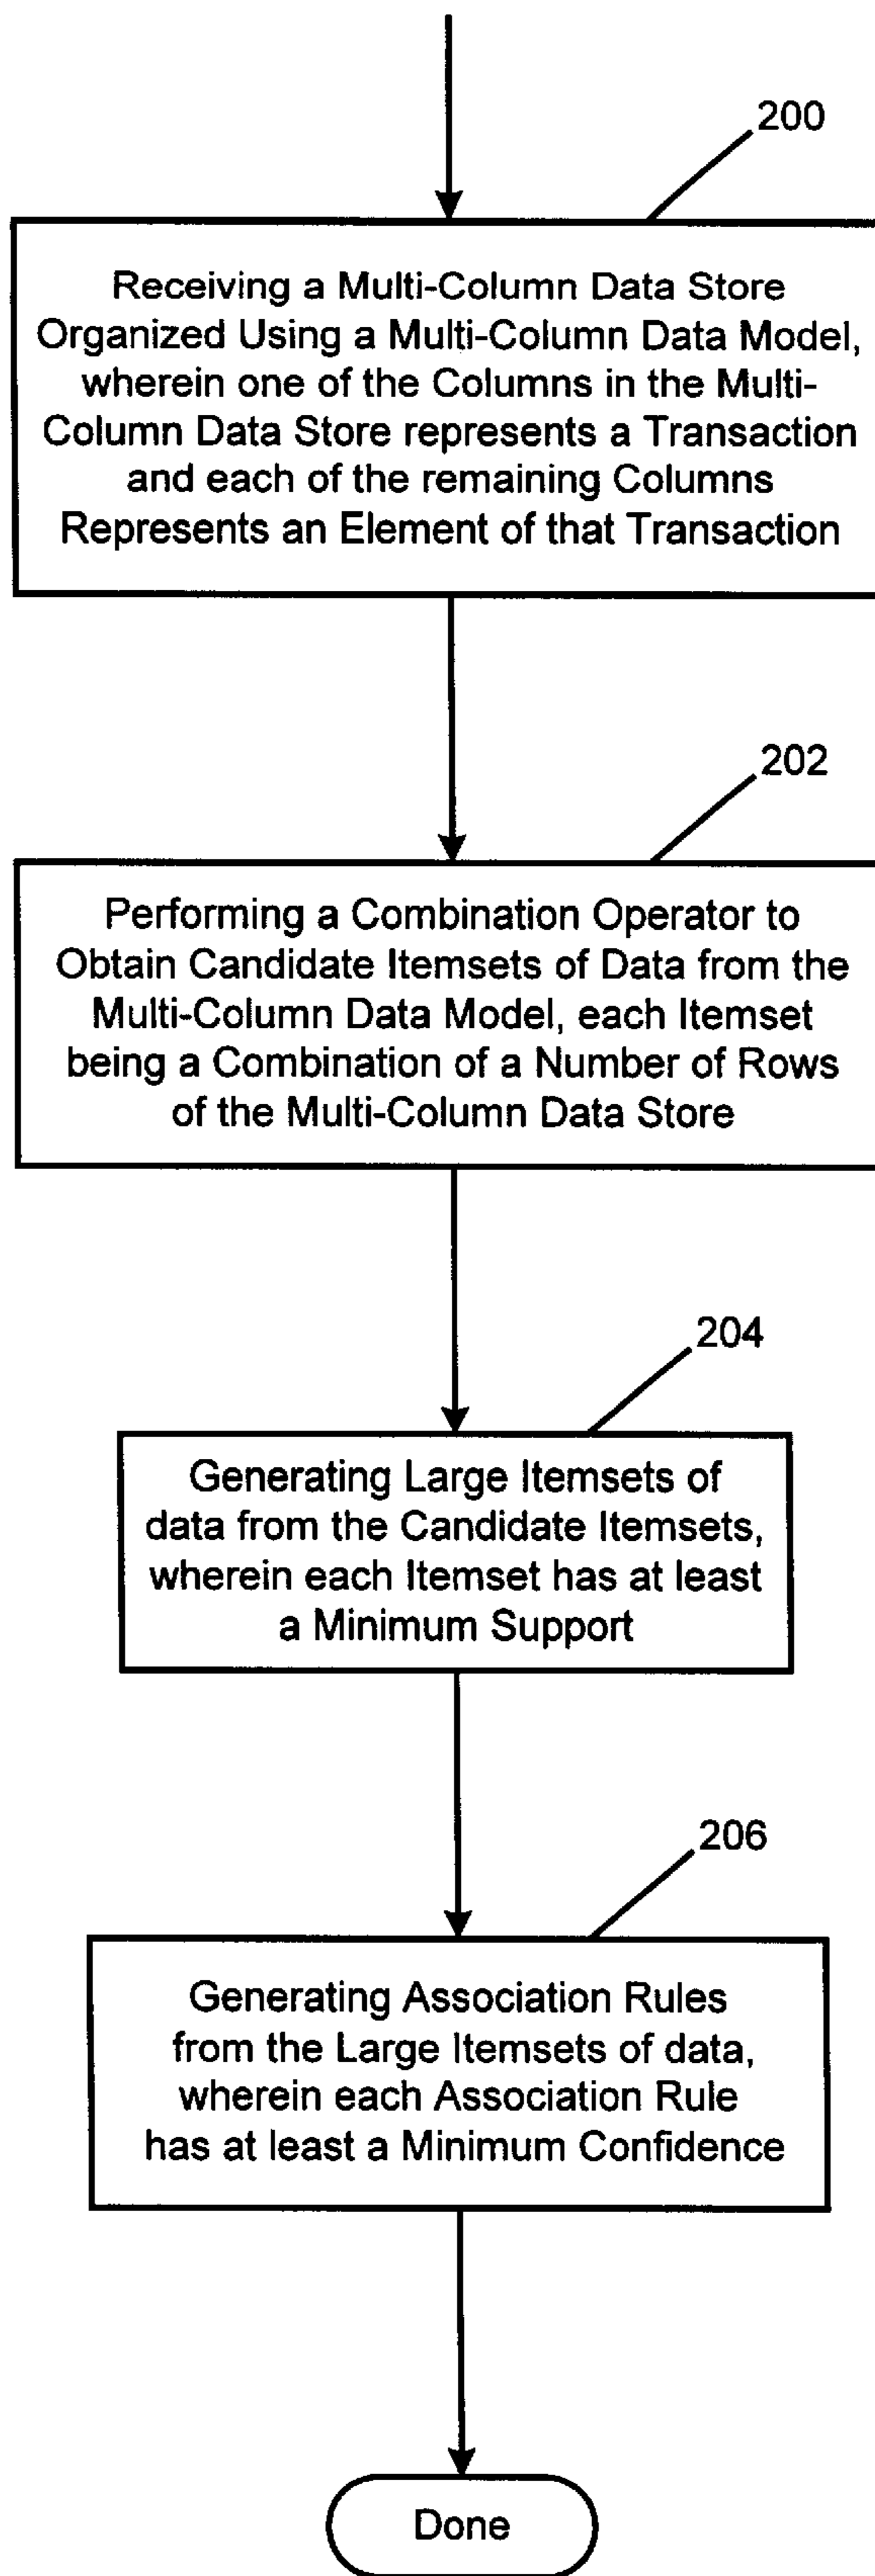 200
Receiving a Multi-Column Data Store
Organized Using a Multi-Column Data Model,
wherein one of the Columns in the Multi-
Column Data Store represents a Transaction
and each of the remaining Columns
Represents an Element of that Transaction
202
Performing a Combination Operator to
Obtain Candidate Itemsets of Data from the
Multi-Column Data Model, each Itemset
being a Combination of a Number of Rows
of the Multi-Column Data Store
204
Generating Large Itemsets of
data from the Candidate Itemsets,
wherein each Itemset has at least
a Minimum Support
206
Generating Association Rules
from the Large Itemsets of data,
wherein each Association Rule
has at least a Minimum Confidence
Done